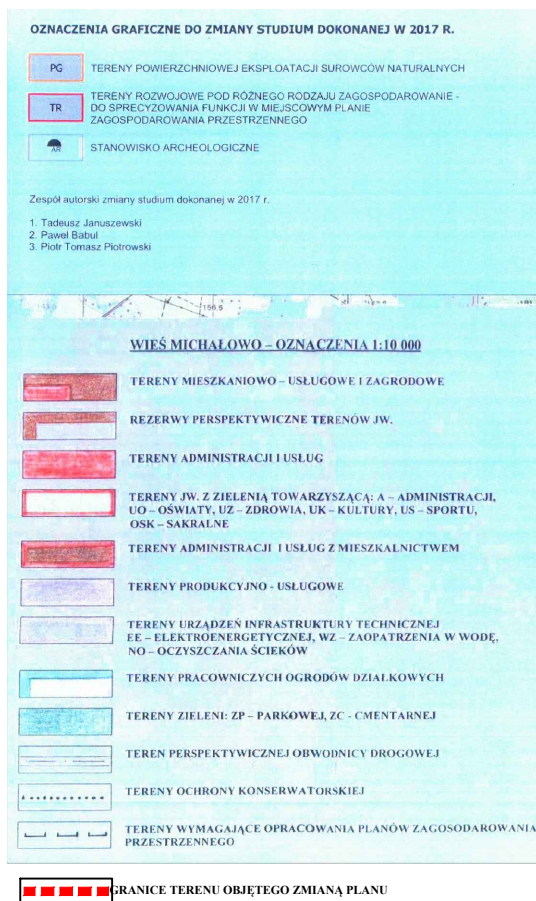 OZNACZENIA GRAFICZNE DO ZMIANY STUDIUM DOKONANEJ W 2017 R.
PG
TERENY POWIERZCHNIOWEJ EKSPLOATACJI SUROWCÓW NATURALNYCH
TR
TERENY ROZWOJOWE POD RÓŻNEGO RODZAJU ZAGOSPODAROWANIE -
DO SPRECYZOWANIA FUNKCJI W MIEJSCOWYM PLANIE
ZAGOSPODAROWANIA PRZESTRZENNEGO
AR
STANOWISKO ARCHEOLOGICZNE
Zespół autorski zmiany studium dokonanej w 2017 r.
1. Tadeusz Januszewski
2. Paweł Babul
3. Piotr Tomasz Piotrowski
156.5
WIEŚ MICHAŁOWO – OZNACZENIA 1:10 000
TERENY MIESZKANIOWO – USŁUGOWE I ZAGRODOWE
REZERWY PERSPEKTYWICZNE TERENÓW JW.
TERENY ADMINISTRACJI I USŁUG
TERENY JW. Z ZIELENIĄ TOWARZYSZĄCĄ: A – ADMINISTRACJI,
UO – OŚWIATY, UZ – ZDROWIA, UK – KULTURY, US – SPORTU,
OSK – SAKRALNE
TERENY ADMINISTRACJI I USŁUG Z MIESZKALNICTWEM
TERENY PRODUKCYJNO - USŁUGOWE
TERENY URZĄDZEŃ INFRASTRUKTURY TECHNICZNEJ
EE – ELEKTROENERGETYCZNEJ, WZ – ZAOPATRZENIA W WODĘ,
NO – OCZYSZCZANIA ŚCIEKÓW
TERENY PRACOWNICZYCH OGRODÓW DZIAŁKOWYCH
TERENY ZIELENI: ZP – PARKOWEJ, ZC - CMENTARNEJ
TEREN PERSPEKTYWICZNEJ OBWODNICY DROGOWEJ
TERENY OCHRONY KONSERWATORSKIEJ
TERENY WYMAGAJĄCE OPRACOWANIA PLANÓW ZAGOSODAROWANIA
PRZESTRZENNEGO
GRANICE TERENU OBJĘTEGO ZMIANĄ PLANU